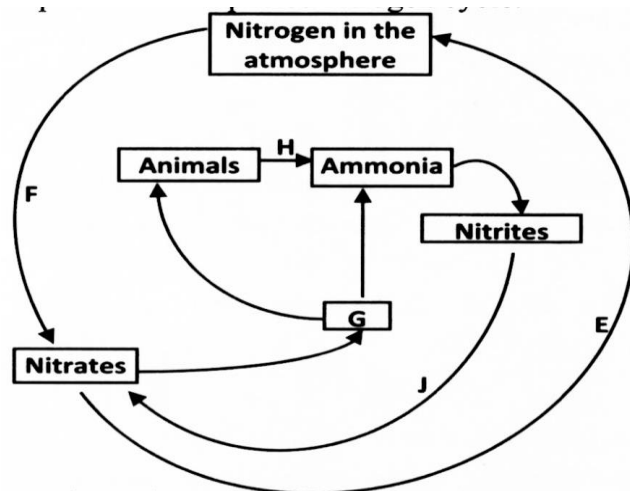 Nitrogen in the
atmosphere
H
Animals
Ammonia
F
Nitrites
G
E
Nitrates
J